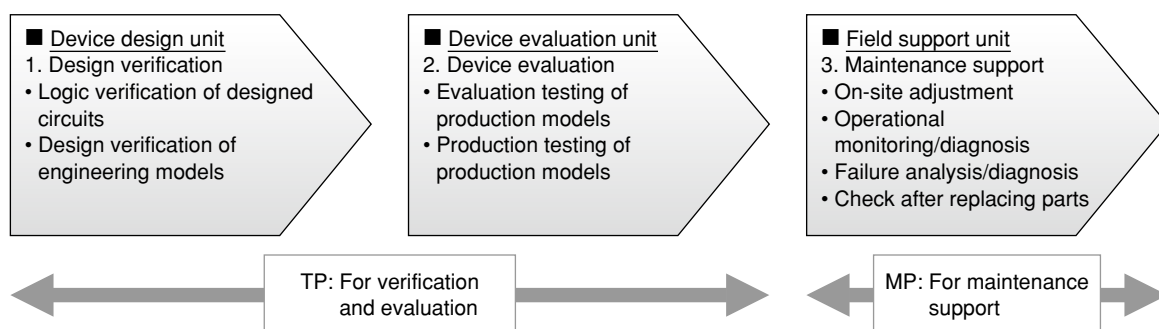 ■ Device design unit
1. Design verification
• Logic verification of designed
circuits
• Design verification of
engineering models
■ Device evaluation unit
2. Device evaluation
• Evaluation testing of
production models
• Production testing of
production models
■ Field support unit
3. Maintenance support
• On-site adjustment
• Operational
monitoring/diagnosis
• Failure analysis/diagnosis
• Check after replacing parts
TP: For verification
and evaluation
MP: For maintenance
support